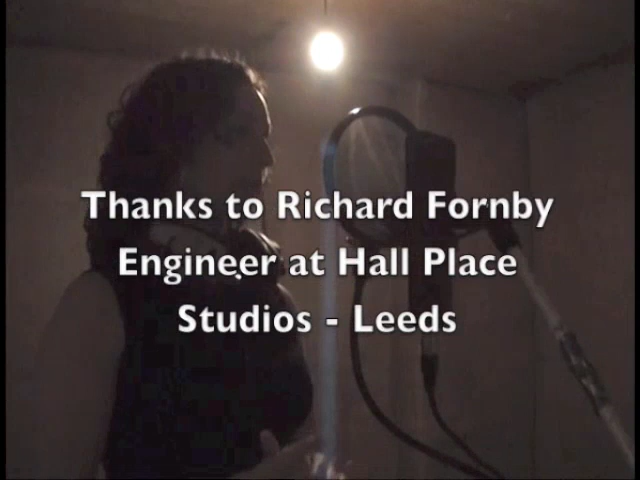 Thanks to Richard Fornby
Engineer at Hall Place
Studios - Leeds